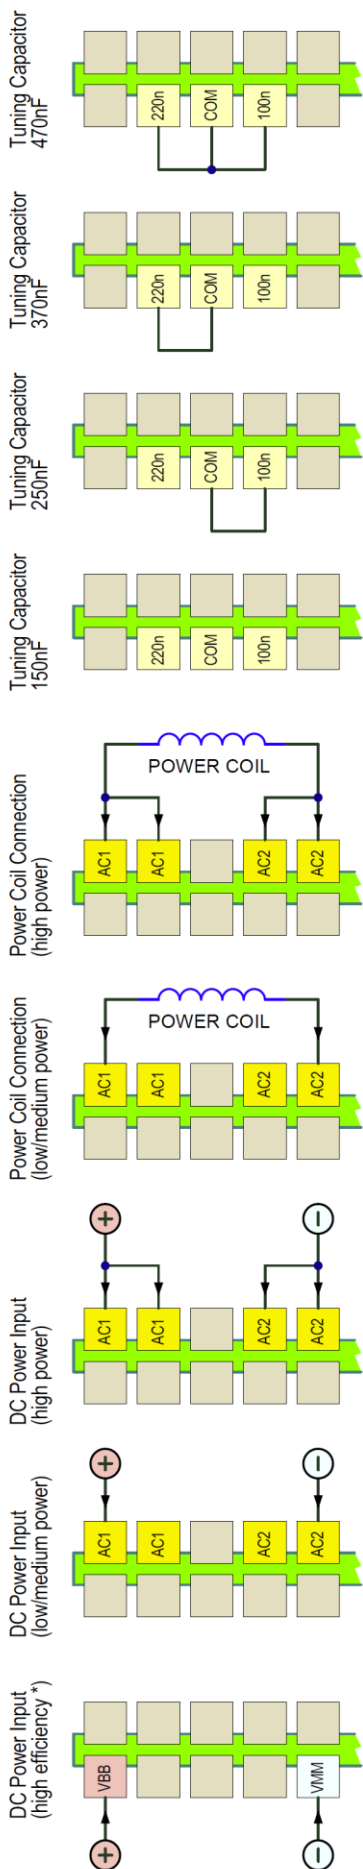 Tuning Capacitor
470nF
220n
COM
100n
Tuning Capacitor
370nF
220n
COM
100n
Tuning Capacitor
250nF
220n
COM
100n
Tuning Capacitor
150nF
220n
COM
100n
Power Coil Connection
(high power)
POWER COIL
AC1
AC1
AC2
AC2
Power Coil Connection
(low/medium power)
POWER COIL
AC1
AC1
AC2
AC2
DC Power Input
(high power)
+
−
AC1
AC1
AC2
AC2
DC Power Input
(low/medium power)
+
−
AC1
AC1
AC2
AC2
DC Power Input
(high efficiency *)
VBB
VMM
+
−